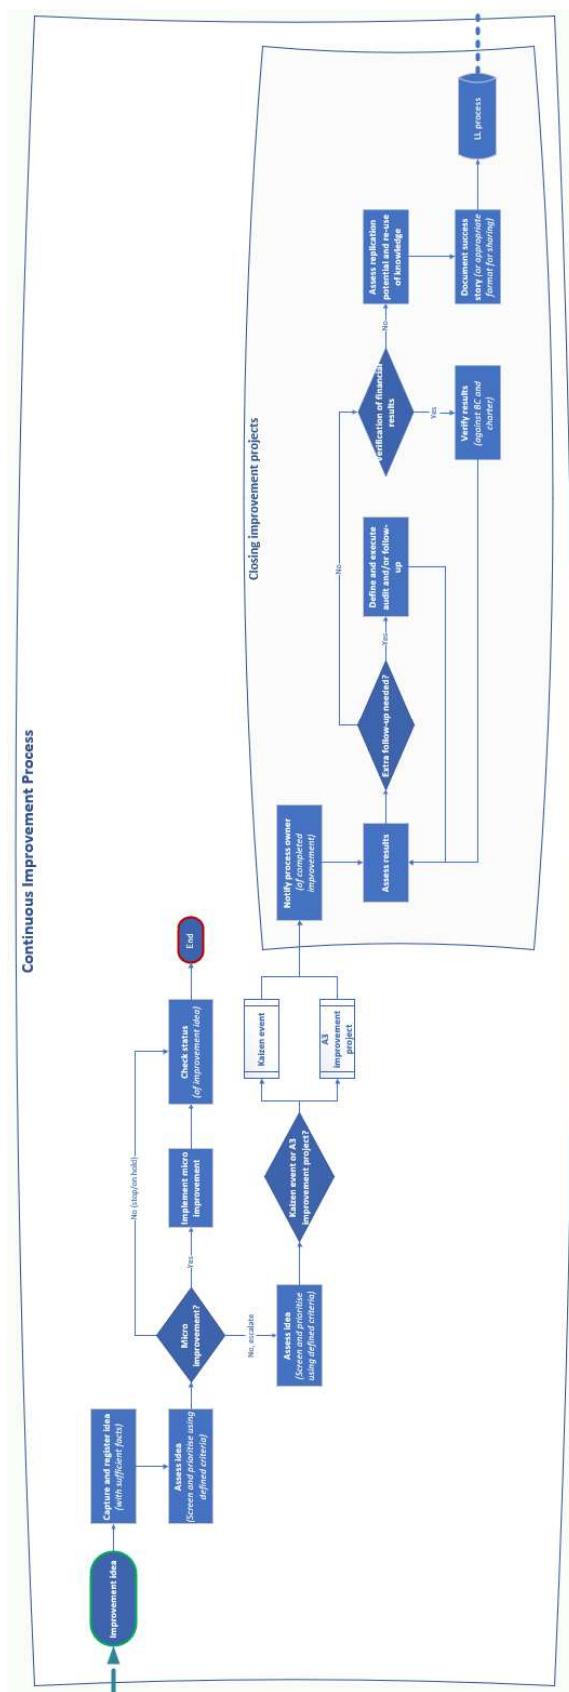 Continuous Improvement Process
Improvement idea
Capture and register idea
(with sufficient facts)
Assess idea
(Screen and prioritise using
defined criteria)
Micro
improvement?
No (stop/on hold)
Yes
No, escalate
Implement micro
improvement
Check status
(of improvement idea)
End
Assess idea
(Screen and prioritise
using defined criteria)
Kaizen event or A3
improvement project?
Kaizen event
A3
improvement
project
Closing improvement projects
Notify process owner
(of completed
improvement)
Assess results
Extra follow-up needed?
No
Yes
Define and execute
audit and/or follow-
up
Verification of financial
results
No
Yes
Verify results
(against BC and
charter)
Assess replication
potential and re-use
of knowledge
Document success
story (or appropriate
format for sharing)
LL process